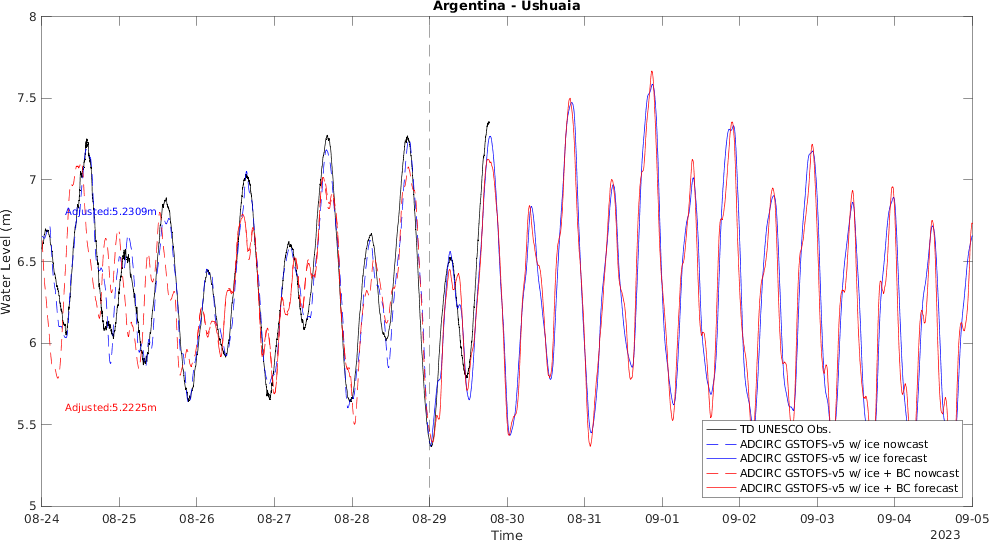 Argentina - Ushuaia
8
7.5
7
6.5
6
5.5
5
Water Level (m)
Adjusted:5.2309m
Adjusted:5.2225m
TD UNESCO Obs.
ADCIRC GSTOFS-v5 w/ ice nowcast
ADCIRC GSTOFS-v5 w/ ice forecast
ADCIRC GSTOFS-v5 w/ ice + BC nowcast
ADCIRC GSTOFS-v5 w/ ice + BC forecast
08-24 08-25 08-26 08-27 08-28 08-29 08-30 08-31 09-01 09-02 09-03 09-04 09-05
Time
2023